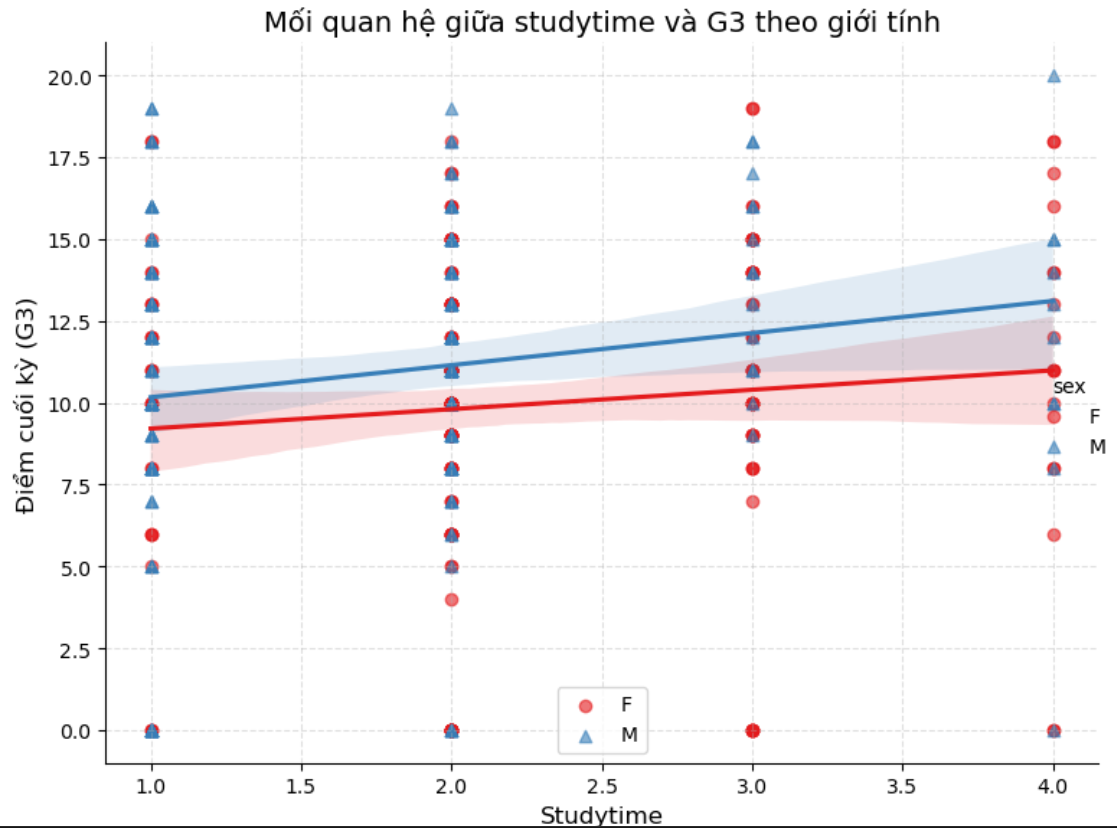 Mối quan hệ giữa studytime và G3 theo giới tính
Điểm cuối kỳ (G3)
20.0
17.5
15.0
12.5
10.0
7.5
5.0
2.5
0.0
sex
F
M
F
M
1.0
1.5
2.0
2.5
3.0
3.5
4.0
Studytime